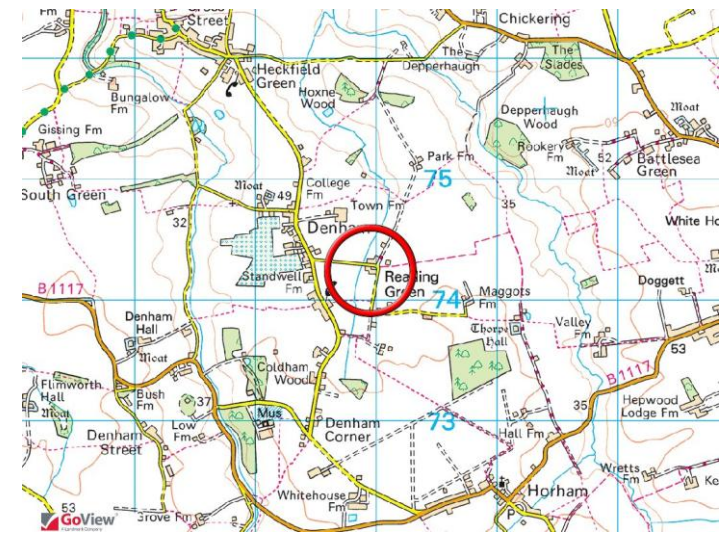 Fm
Cross
Street
Chickering
The
Depperhaugh
The
Slades
Heckfield
Green
Bungalow
Fm
Hoxne
Wood
Depperhaugh
Wood
Moat
Gissing Fm
Rookery
Fm
52
Moat
Battlesea
Green
Park Fm
75
South Green
Moat
49
College
Fm
Town Fm
35
32
Denham
White Ho
B 1117
Standwell
Fm
Reading
Green
74
Maggots
Fm
Doggett
Denham
Hall
Thorpe
Hall
Valley
Fm
53
Moat
Coldham
Wood
B1117
Flimworth
Hall
Moat
Bush
Fm
37
Low
Fm
Mus
73
35
Hepwood
Lodge Fm
Denham
Street
Denham
Corner
Hall Fm
Wretts
Fm
Ke
Whitehouse
Fm
Horham
53
Grove Fm
GoView